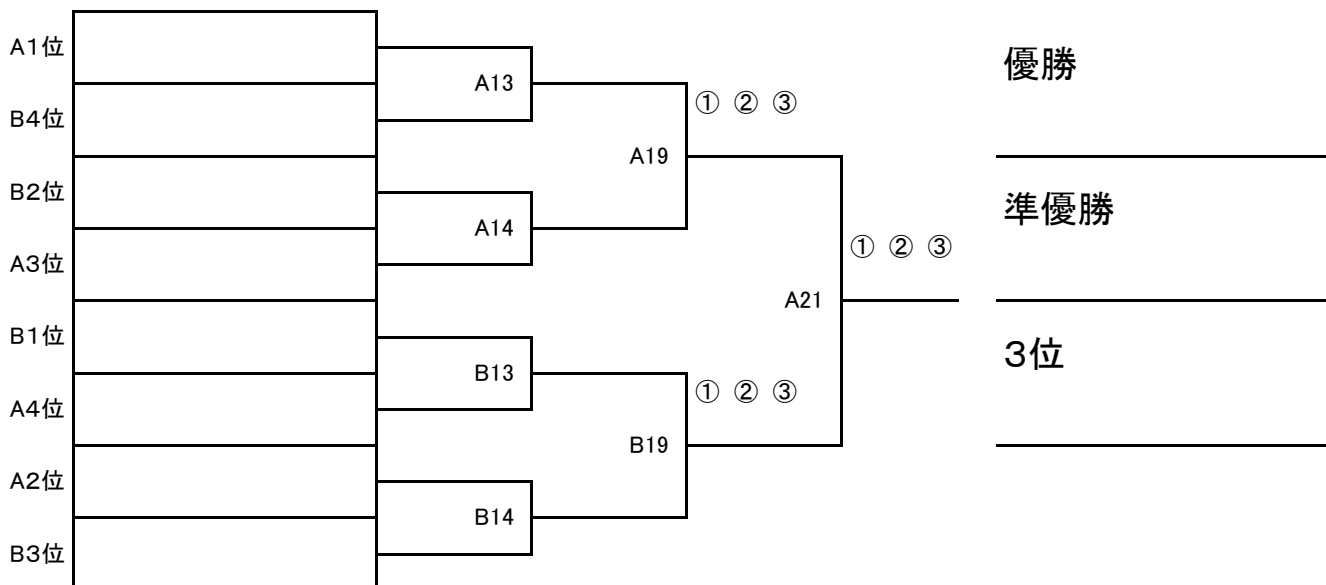 A1位
優勝
A13
① ② ③
B4位
A19
B2位
準優勝
A14
① ② ③
A3位
A21
B1位
3位
B13
① ② ③
A4位
B19
A2位
B14
B3位